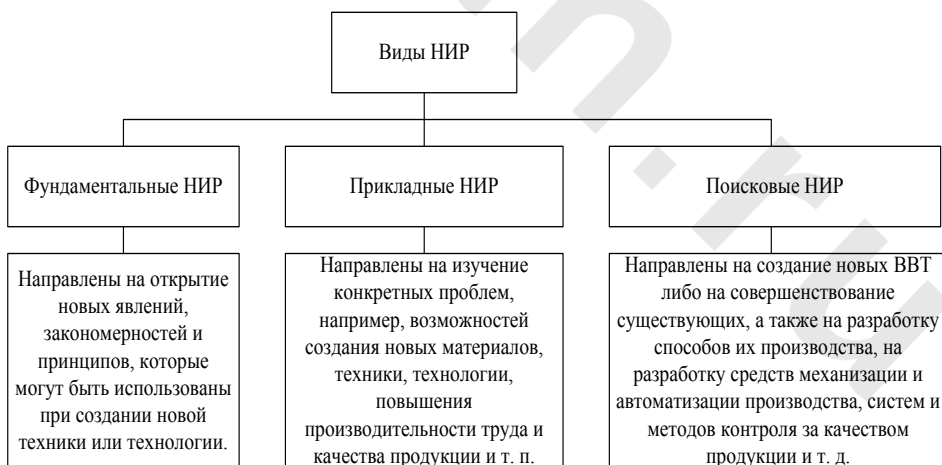 Виды НИР
Фундаментальные НИР
Прикладные НИР
Поисковые НИР
Направлены на открытие
новых явлений,
закономерностей и
принципов, которые
могут быть использованы
при создании новой
техники или технологии.
Направлены на изучение
конкретных проблем,
например, возможностей
создания новых материалов,
техники, технологии,
повышения
производительности труда и
качества продукции и т. п.
Направлены на создание новых ВВТ
либо на совершенствование
существующих, а также на разработку
способов их производства, на
разработку средств механизации и
автоматизации производства, систем и
методов контроля за качеством
продукции и т. д.
n.ru